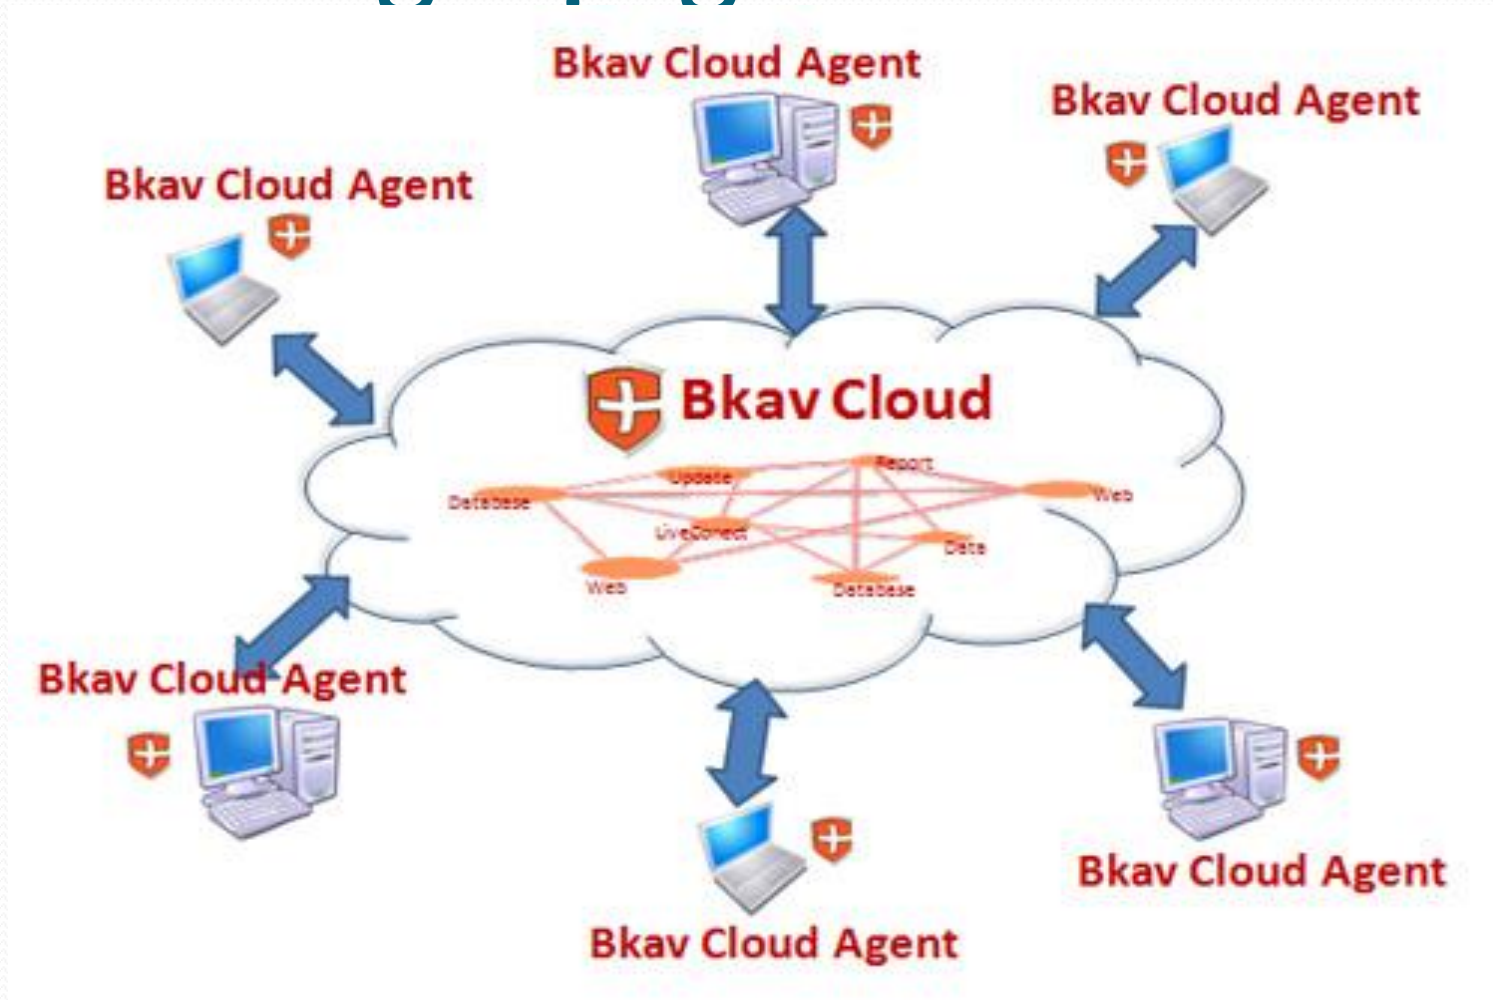 Bkav Cloud Agent
Bkav Cloud Agent
Bkav Cloud Agent
Bkav Cloud
Report
Update
Database
Web
LiveConect
Data
Web
Database
Bkav Cloud Agent
Bkav Cloud Agent
Bkav Cloud Agent